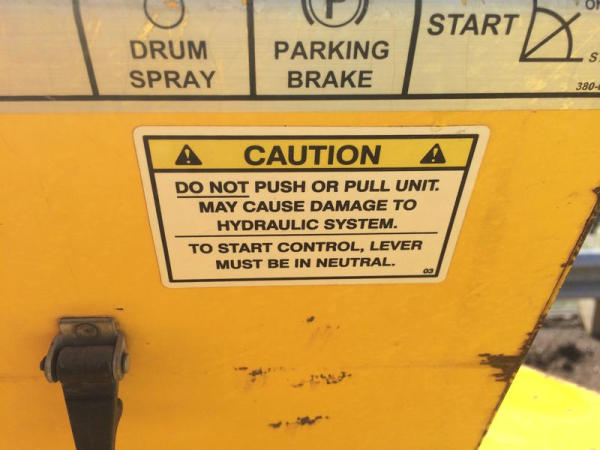 DRUM
SPRAY
PARKING
BRAKE
START
CAUTION
DO NOT PUSH OR PULL UNIT.
MAY CAUSE DAMAGE TO
HYDRAULIC SYSTEM.
TO START CONTROL, LEVER
MUST BE IN NEUTRAL.
03